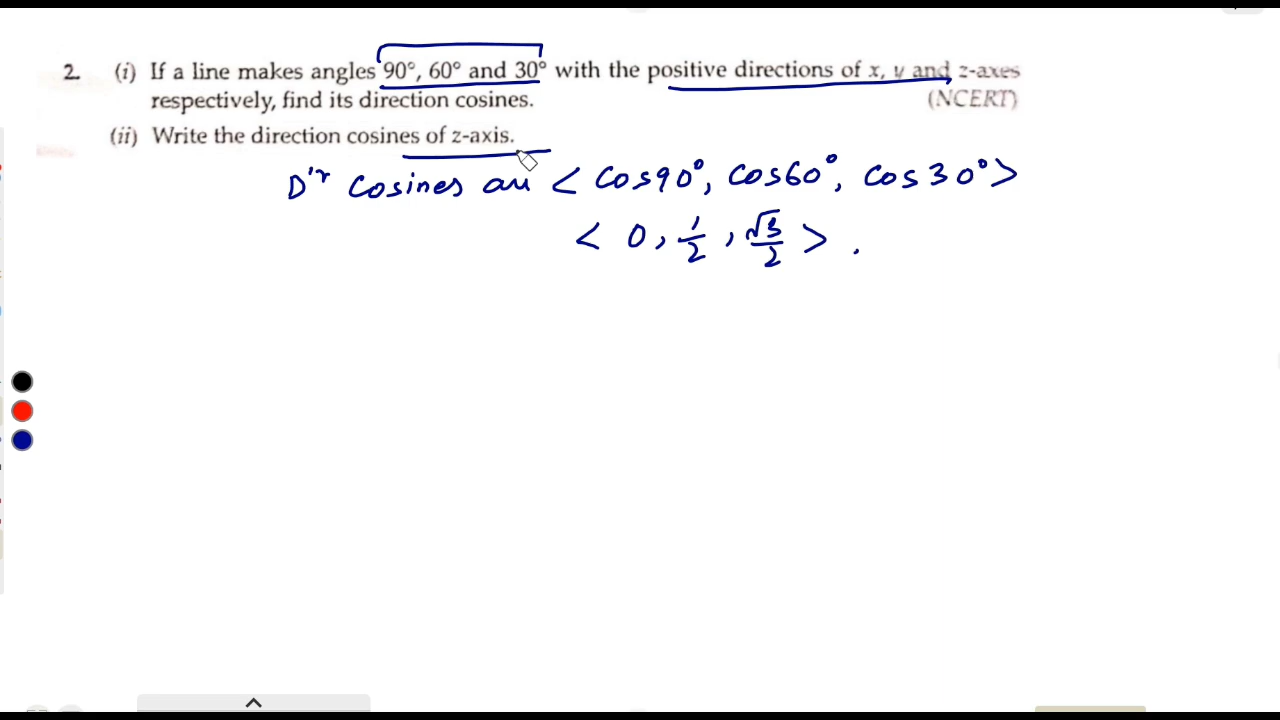 2. (i) If a line makes angles 90°, 60° and 30° with the positive directions of x, y and z-axes
respectively, find its direction cosines. (NCERT)
(ii) Write the direction cosines of z-axis.
D'r Cosines are < cos90°, cos60°, cos30° >
< 0, 1/2, √3/2 > .